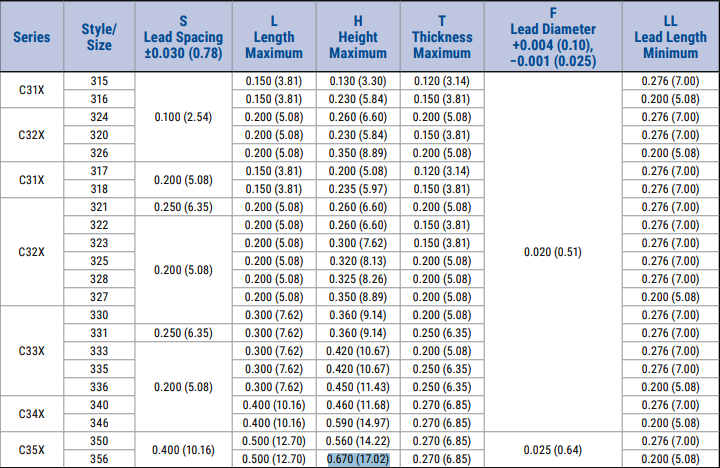 Series Style/Size S Lead Spacing ±0.030 (0.78) L Length Maximum H Height Maximum T Thickness Maximum F Lead Diameter +0.004 (0.10), −0.001 (0.025) LL Lead Length Minimum
C31X 315 0.100 (2.54) 0.150 (3.81) 0.130 (3.30) 0.120 (3.14) 0.020 (0.51) 0.276 (7.00)
316 0.150 (3.81) 0.230 (5.84) 0.150 (3.81) 0.200 (5.08)
C32X 324 0.200 (5.08) 0.260 (6.60) 0.200 (5.08) 0.276 (7.00)
320 0.200 (5.08) 0.230 (5.84) 0.150 (3.81) 0.276 (7.00)
326 0.200 (5.08) 0.350 (8.89) 0.200 (5.08) 0.200 (5.08)
C31X 317 0.200 (5.08) 0.150 (3.81) 0.200 (5.08) 0.120 (3.14) 0.276 (7.00)
318 0.150 (3.81) 0.235 (5.97) 0.150 (3.81) 0.276 (7.00)
C32X 321 0.250 (6.35) 0.200 (5.08) 0.260 (6.60) 0.200 (5.08) 0.276 (7.00)
322 0.200 (5.08) 0.200 (5.08) 0.260 (6.60) 0.150 (3.81) 0.276 (7.00)
323 0.200 (5.08) 0.300 (7.62) 0.150 (3.81) 0.276 (7.00)
325 0.200 (5.08) 0.320 (8.13) 0.200 (5.08) 0.276 (7.00)
328 0.200 (5.08) 0.325 (8.26) 0.200 (5.08) 0.276 (7.00)
327 0.200 (5.08) 0.350 (8.89) 0.200 (5.08) 0.200 (5.08)
C33X 330 0.300 (7.62) 0.360 (9.14) 0.200 (5.08) 0.276 (7.00)
331 0.250 (6.35) 0.300 (7.62) 0.360 (9.14) 0.250 (6.35) 0.276 (7.00)
333 0.200 (5.08) 0.300 (7.62) 0.420 (10.67) 0.200 (5.08) 0.276 (7.00)
335 0.300 (7.62) 0.420 (10.67) 0.250 (6.35) 0.276 (7.00)
336 0.300 (7.62) 0.450 (11.43) 0.250 (6.35) 0.200 (5.08)
C34X 340 0.400 (10.16) 0.460 (11.68) 0.270 (6.85) 0.276 (7.00)
346 0.400 (10.16) 0.590 (14.97) 0.270 (6.85) 0.200 (5.08)
C35X 350 0.400 (10.16) 0.500 (12.70) 0.560 (14.22) 0.270 (6.85) 0.025 (0.64) 0.276 (7.00)
356 0.500 (12.70) 0.670 (17.02) 0.270 (6.85) 0.200 (5.08)